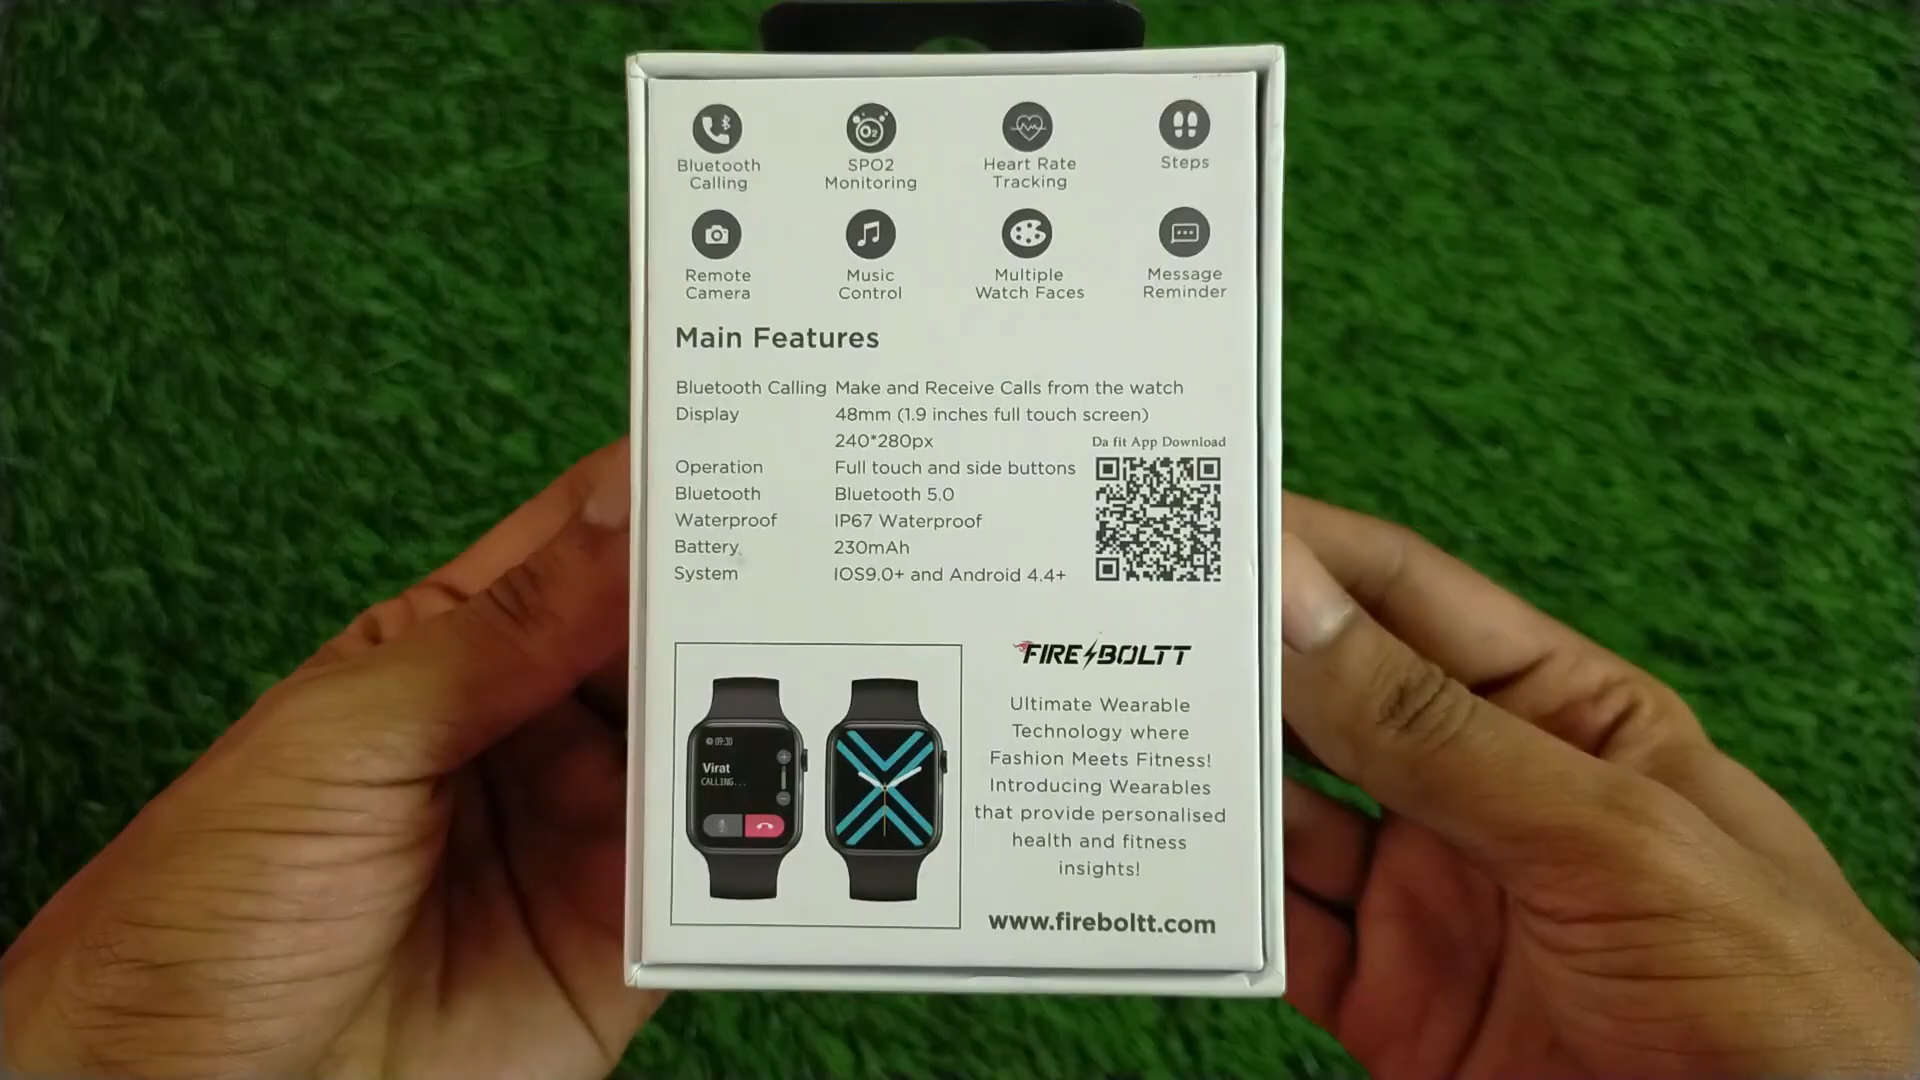 Bluetooth
Calling
SPO2
Monitoring
Heart Rate
Tracking
Steps
Remote
Camera
Music
Control
Multiple
Watch Faces
Message
Reminder
Main Features
Bluetooth Calling Make and Receive Calls from the watch
Display 48mm (1.9 inches full touch screen)
240*280px
Da fit App Download
Operation Full touch and side buttons
Bluetooth Bluetooth 5.0
Waterproof IP67 Waterproof
Battery 230mAh
System IOS9.0+ and Android 4.4+
09:30
Virat
CALLING...
FIRE BOLTT
Ultimate Wearable
Technology where
Fashion Meets Fitness!
Introducing Wearables
that provide personalised
health and fitness
insights!
www.fireboltt.com